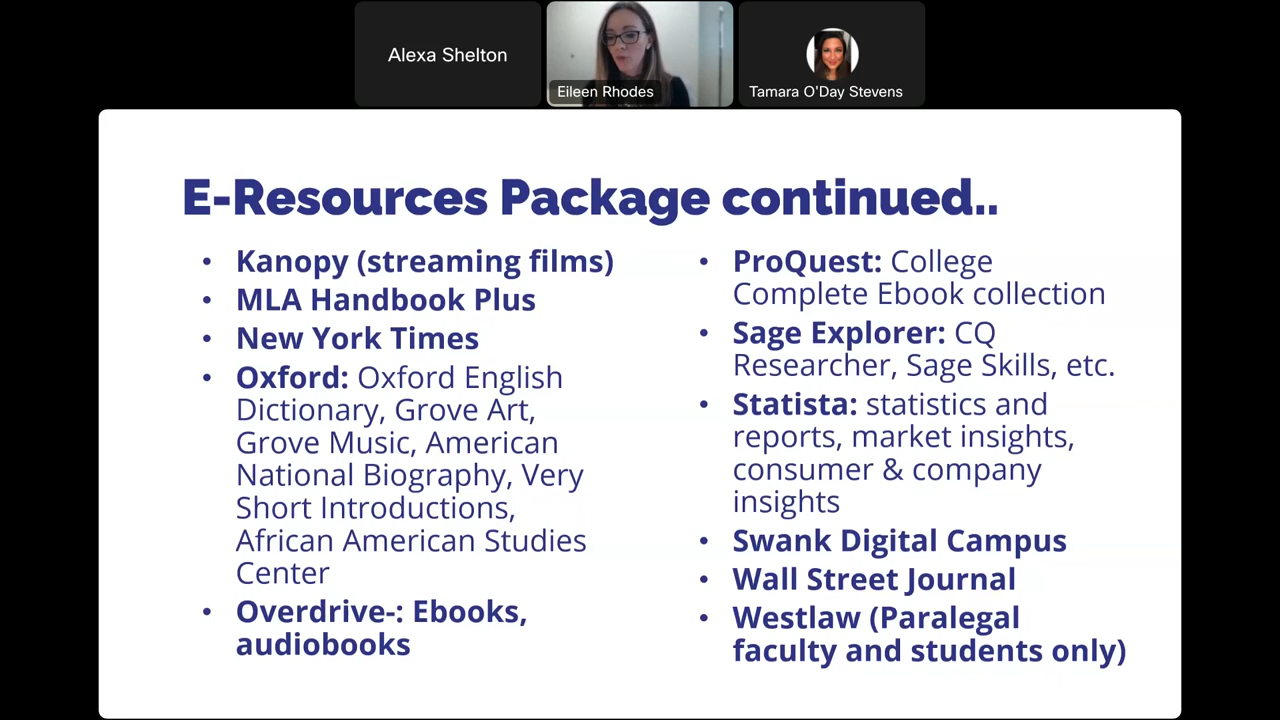 Alexa Shelton
Eileen Rhodes
Tamara O'Day Stevens
E-Resources Package continued..
• Kanopy (streaming films)
• MLA Handbook Plus
• New York Times
• Oxford: Oxford English
Dictionary, Grove Art,
Grove Music, American
National Biography, Very
Short Introductions,
African American Studies
Center
• Overdrive-: Ebooks,
audiobooks
• ProQuest: College
Complete Ebook collection
• Sage Explorer: CQ
Researcher, Sage Skills, etc.
• Statista: statistics and
reports, market insights,
consumer & company
insights
• Swank Digital Campus
• Wall Street Journal
• Westlaw (Paralegal
faculty and students only)